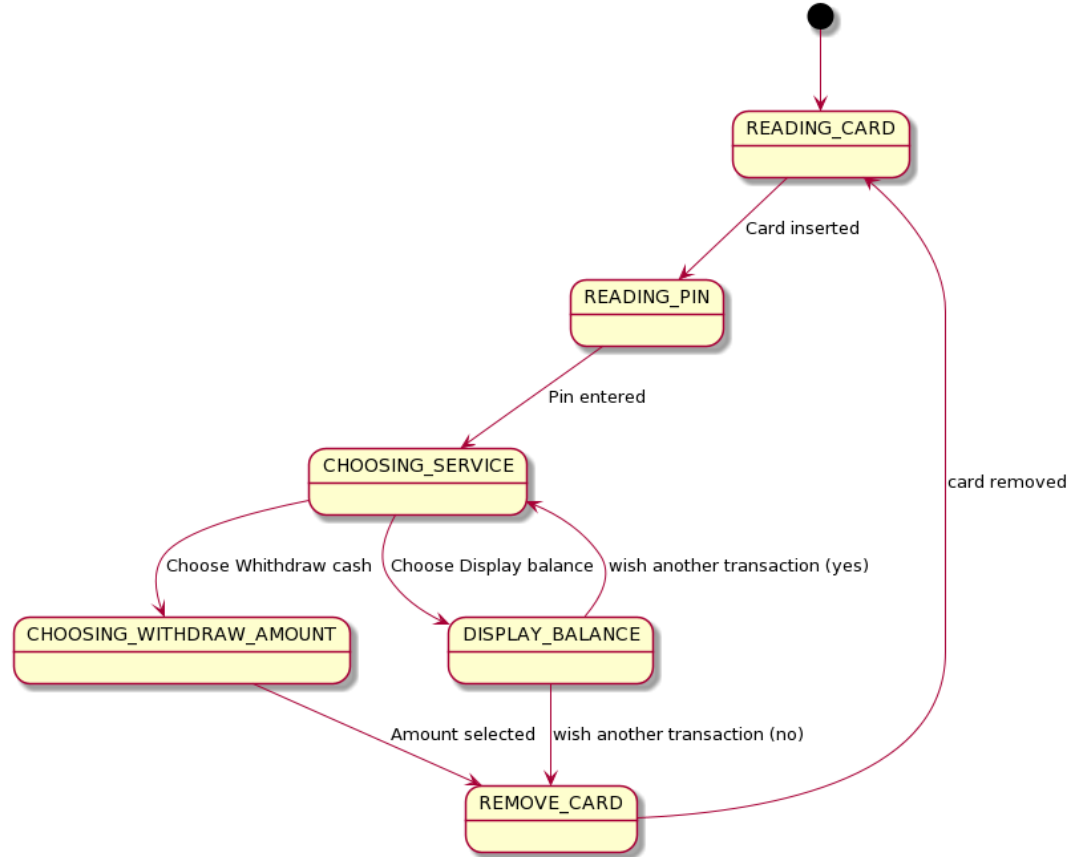 READING_CARD
Card inserted
READING_PIN
Pin entered
CHOOSING_SERVICE
card removed
Choose Whithdraw cash
Choose Display balance
wish another transaction (yes)
CHOOSING_WITHDRAW_AMOUNT
DISPLAY_BALANCE
Amount selected
wish another transaction (no)
REMOVE_CARD